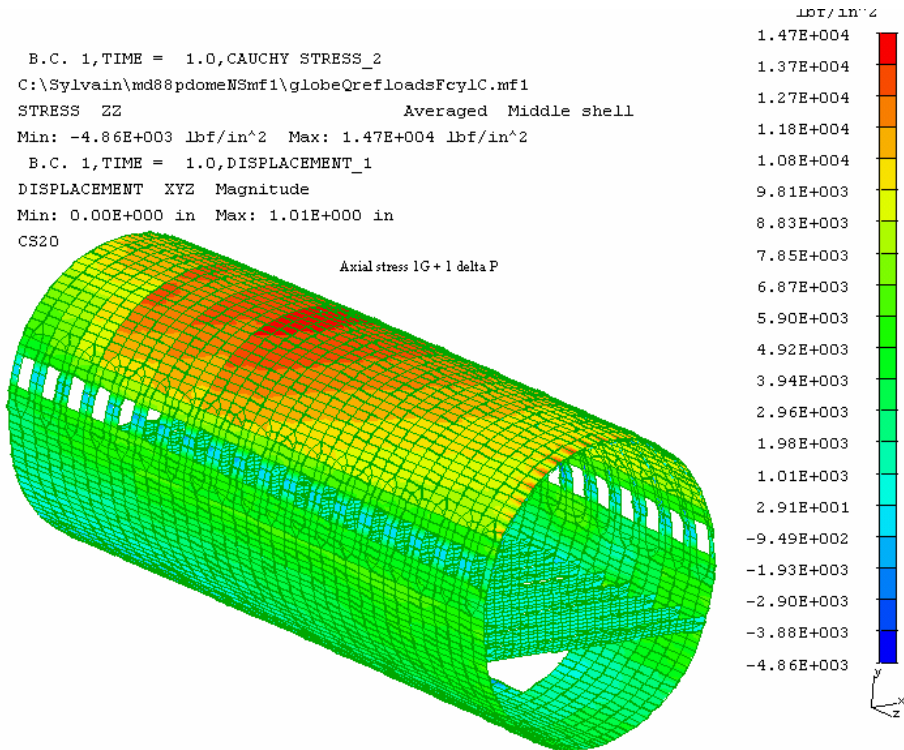 lbf/in^2
B.C. 1,TIME = 1.0,CAUCHY STRESS_2
C:\Sylvain\md88pdomeNSmf1\globeQrefloadsFcylC.mf1
STRESS ZZ Averaged Middle shell
Min: -4.86E+003 lbf/in^2 Max: 1.47E+004 lbf/in^2
B.C. 1,TIME = 1.0,DISPLACEMENT_1
DISPLACEMENT XYZ Magnitude
Min: 0.00E+000 in Max: 1.01E+000 in
CS20
Axial stress 1G + 1 delta P
1.47E+004
1.37E+004
1.27E+004
1.18E+004
1.08E+004
9.81E+003
8.83E+003
7.85E+003
6.87E+003
5.90E+003
4.92E+003
3.94E+003
2.96E+003
1.98E+003
1.01E+003
2.91E+001
-9.49E+002
-1.93E+003
-2.90E+003
-3.88E+003
-4.86E+003
y
x
z